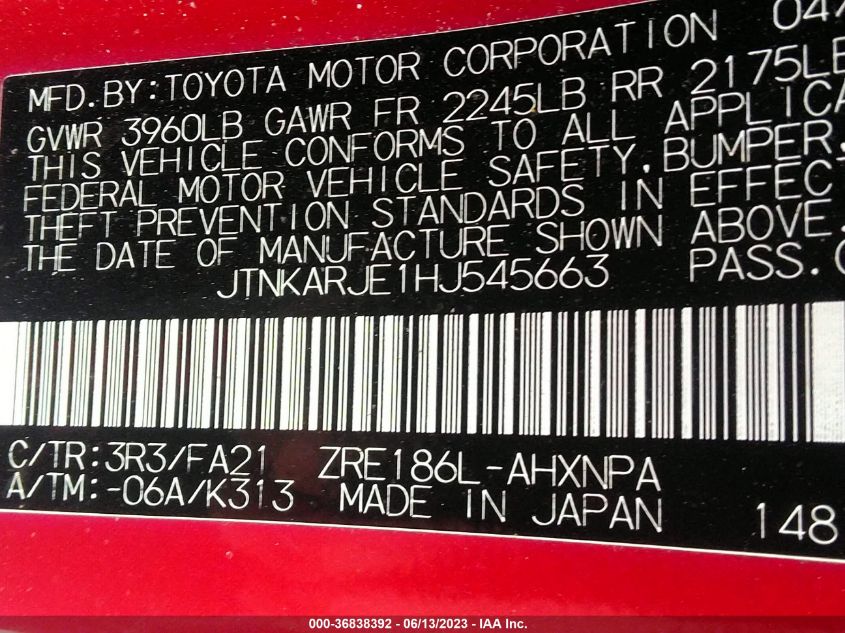 MFD.BY:TOYOTA MOTOR CORPORATION 04/
GVWR 3960LB GAWR FR 2245LB RR 2175LB
THIS VEHICLE CONFORMS TO ALL APPLICA
FEDERAL MOTOR VEHICLE SAFETY, BUMPER,
THEFT PREVENTION STANDARDS IN EFFECT
THE DATE OF MANUFACTURE SHOWN ABOVE.
JTNKARJE1HJ545663 PASS.C
C/TR:3R3/FA21 ZRE186L-AHXNPA
A/TM:-06A/K313 MADE IN JAPAN 148
000-36838392 - 06/13/2023 - IAA Inc.